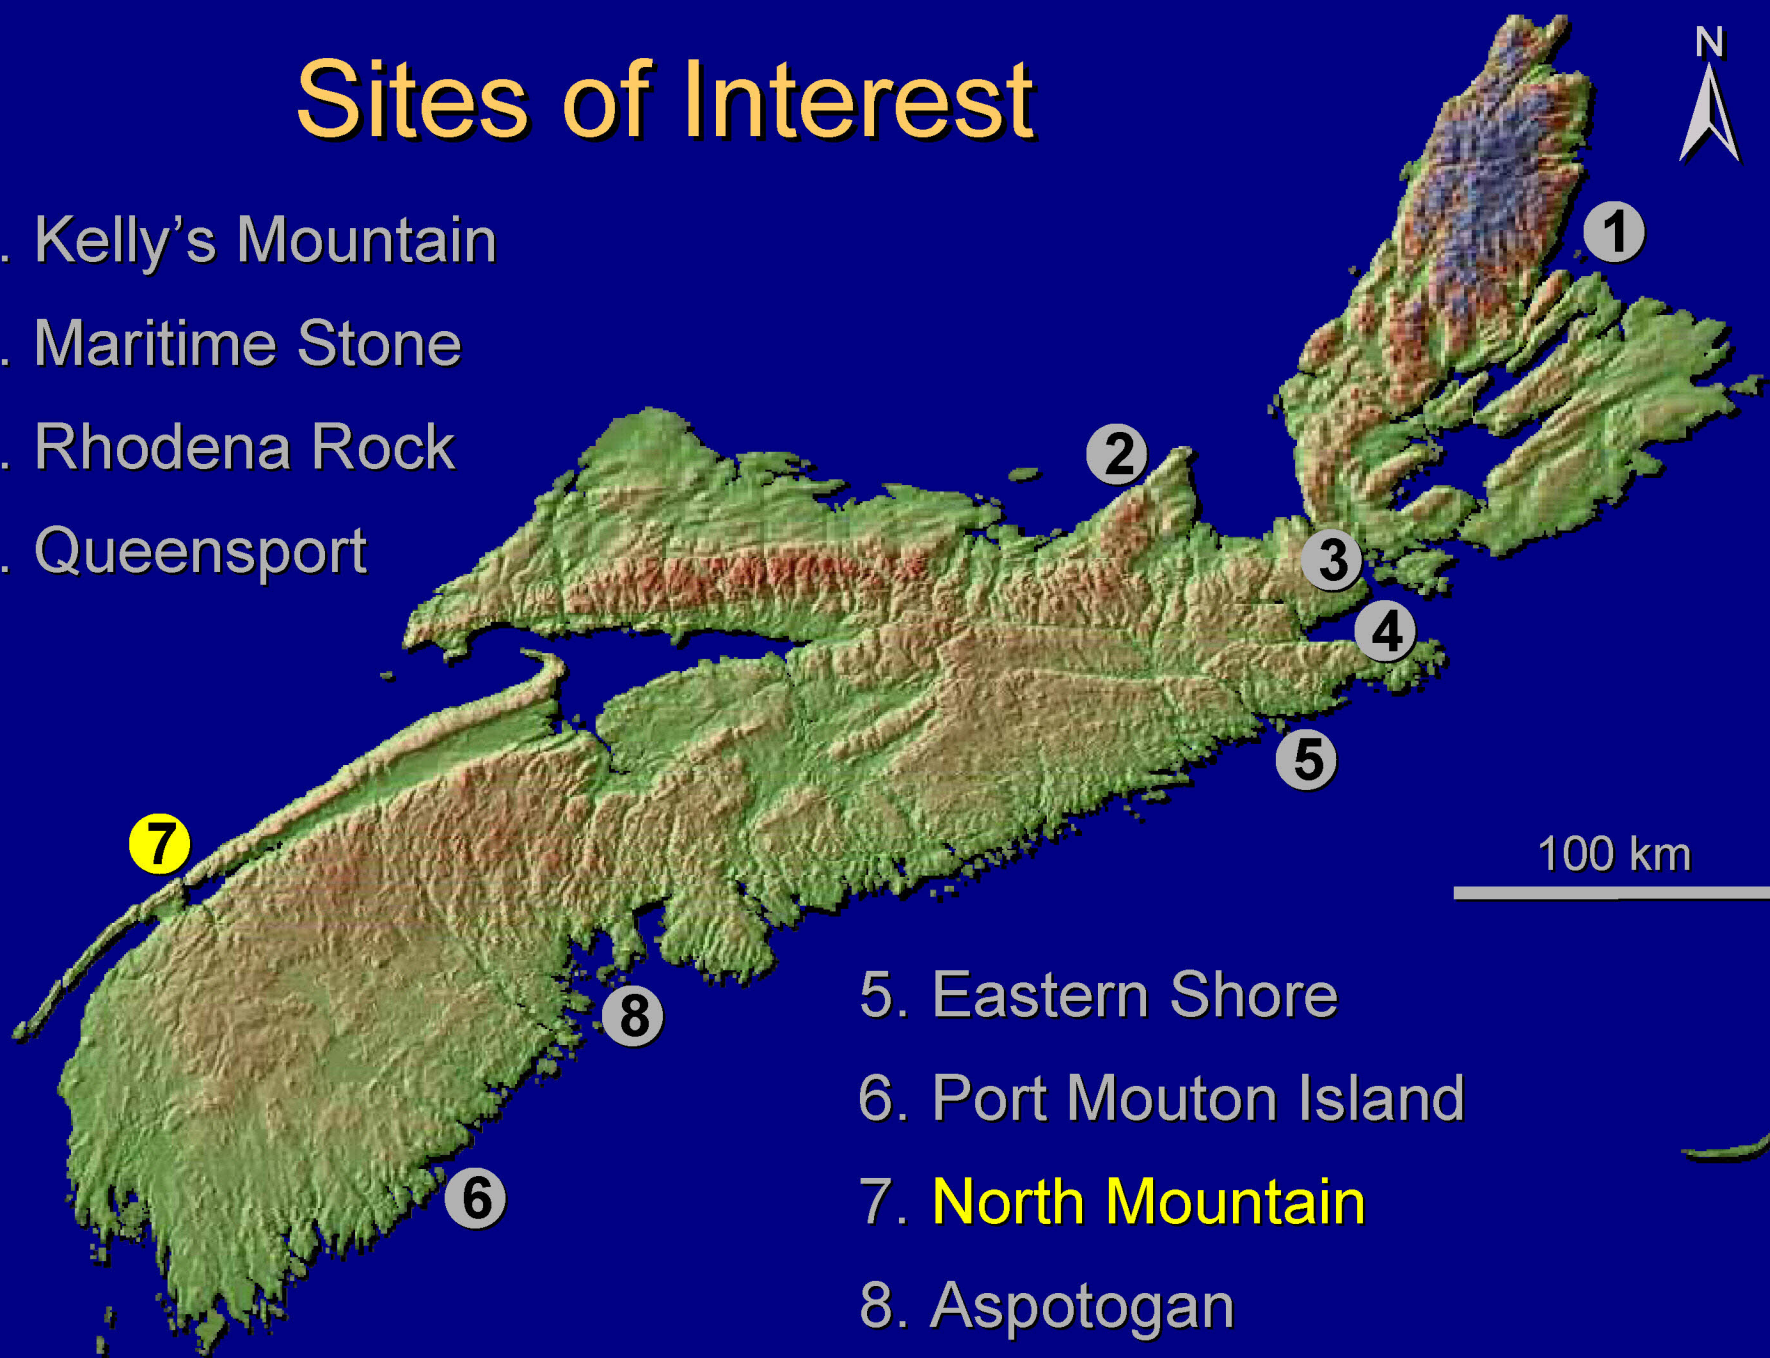 Sites of Interest
N
. Kelly’s Mountain
. Maritime Stone
. Rhodena Rock
. Queensport
1
2
3
4
5
7
100 km
8
6
5. Eastern Shore
6. Port Mouton Island
7. North Mountain
8. Aspotogan